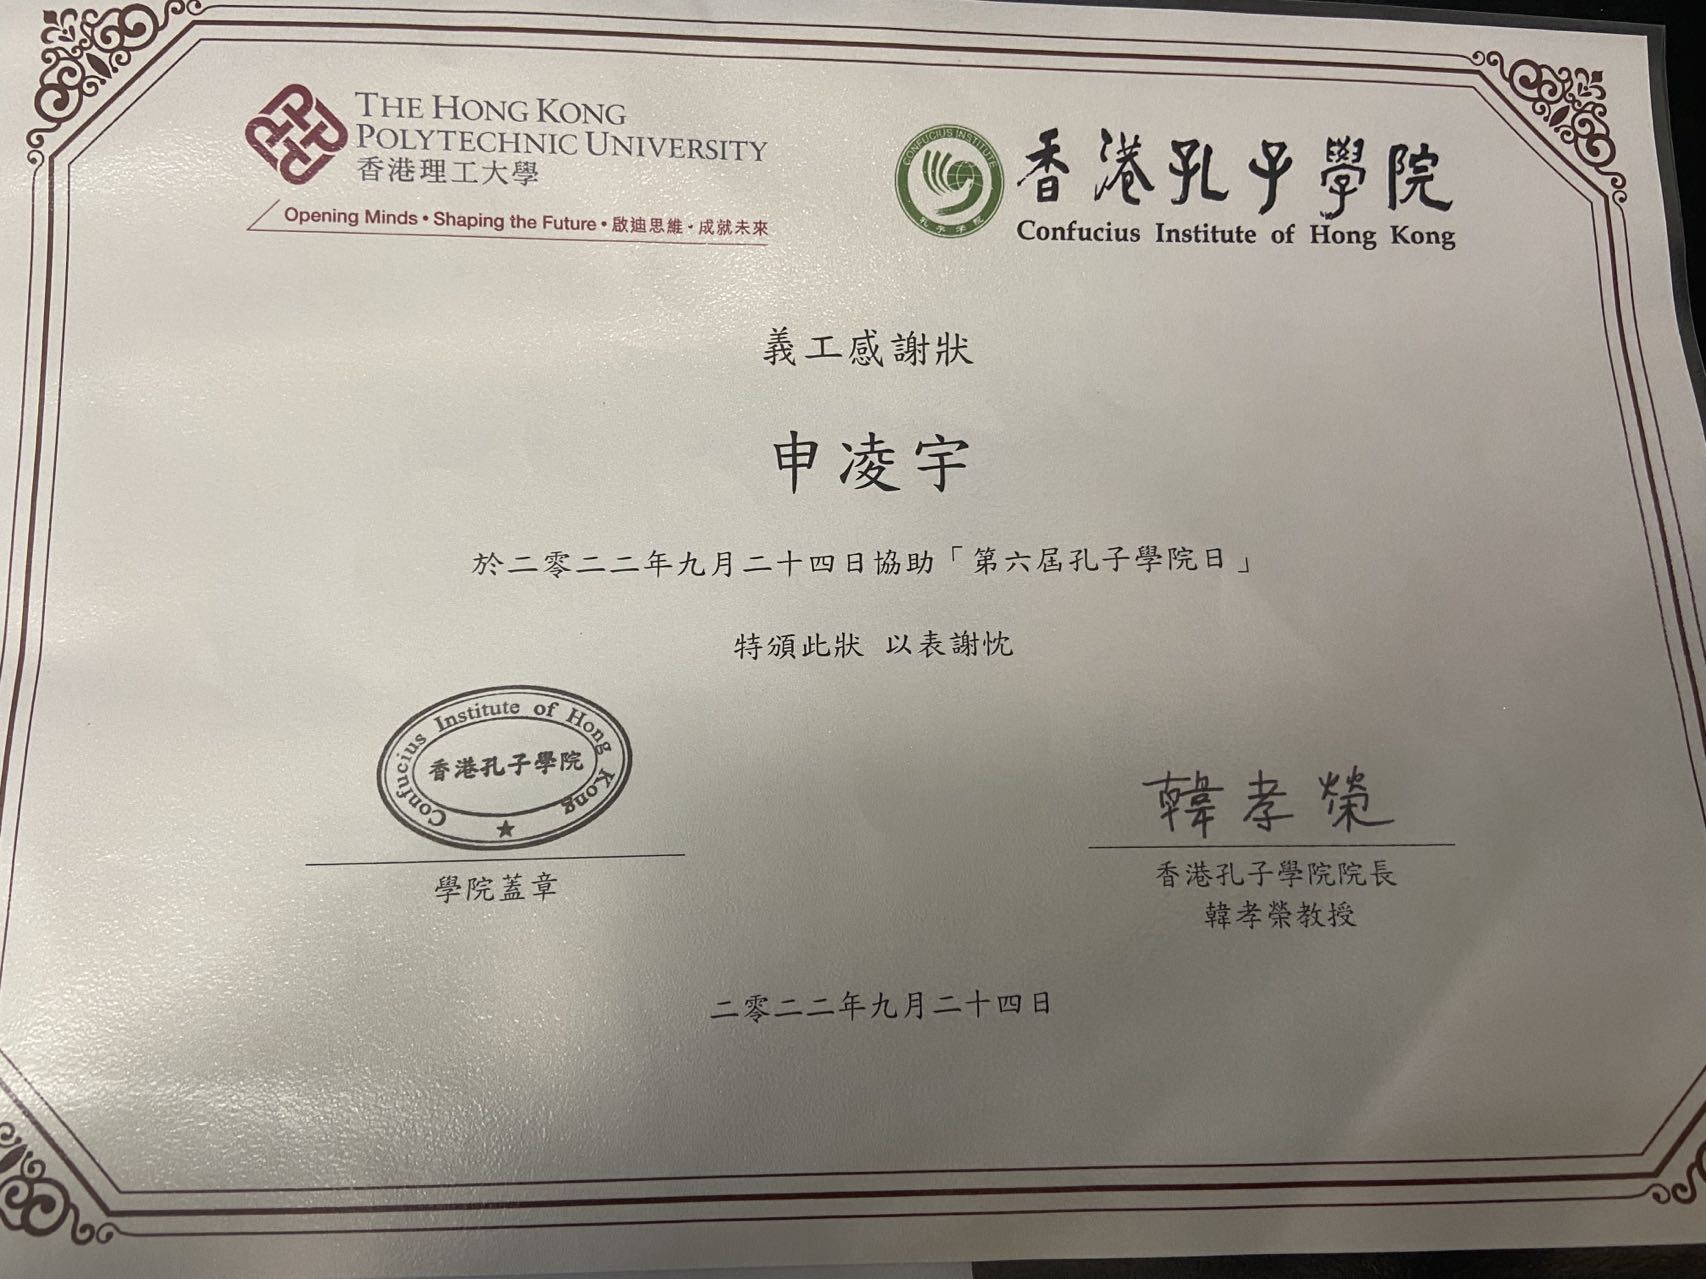 THE HONG KONG
POLYTECHNIC UNIVERSITY
香港理工大學
Opening Minds • Shaping the Future • 啟迪思維 • 成就未來
CONFUCIUS INSTITUTE
香港孔子學院
Confucius Institute of Hong Kong
義工感謝狀
申凌宇
於二零二二年九月二十四日協助「第六屆孔子學院日」
特頒此狀 以表謝忱
Confucius Institute of Hong Kong
香港孔子學院
★
學院蓋章
韓孝榮
香港孔子學院院長
韓孝榮教授
二零二二年九月二十四日